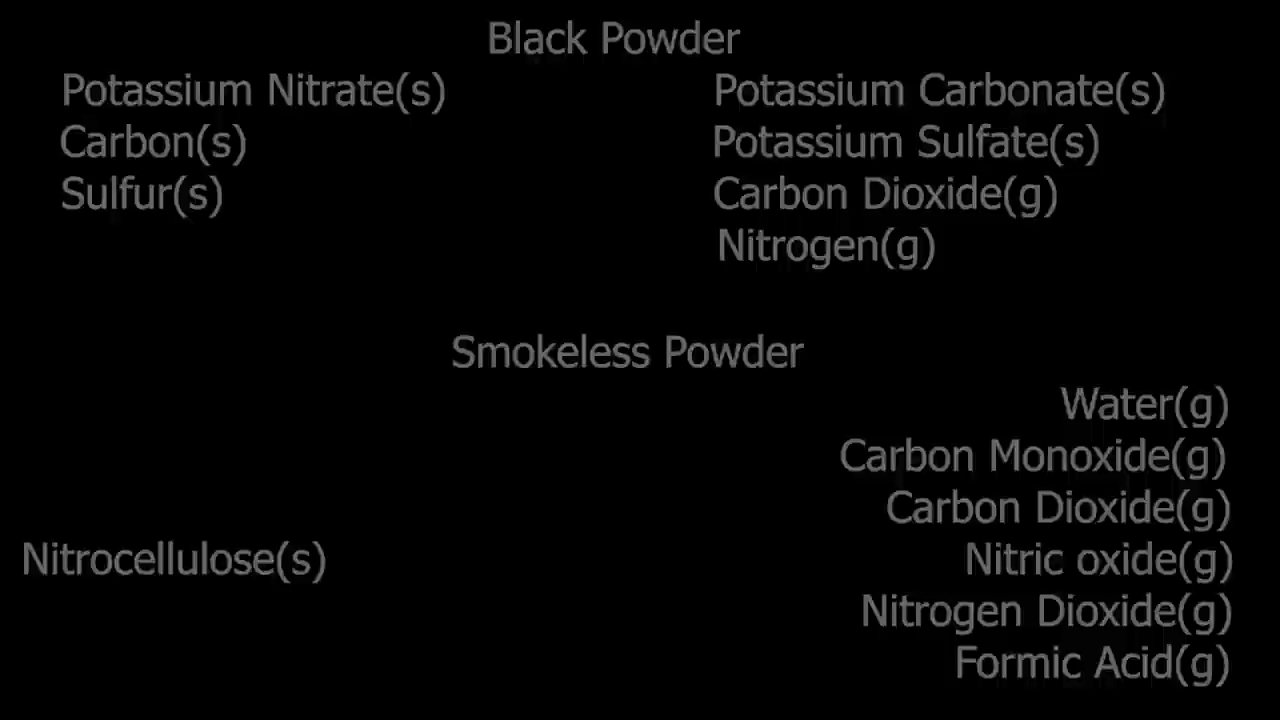 Black Powder
Potassium Nitrate(s) Potassium Carbonate(s)
Carbon(s) Potassium Sulfate(s)
Sulfur(s) Carbon Dioxide(g)
Nitrogen(g)
Smokeless Powder
Water(g)
Carbon Monoxide(g)
Carbon Dioxide(g)
Nitrocellulose(s) Nitric oxide(g)
Nitrogen Dioxide(g)
Formic Acid(g)